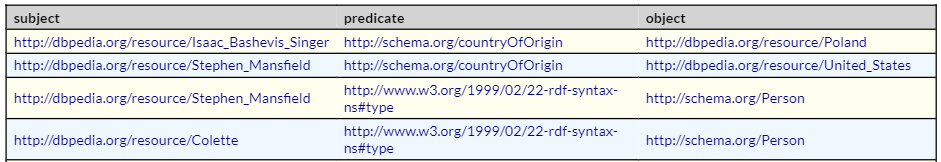 subject predicate object
http://dbpedia.org/resource/Isaac_Bashevis_Singer http://schema.org/countryOfOrigin http://dbpedia.org/resource/Poland
http://dbpedia.org/resource/Stephen_Mansfield http://schema.org/countryOfOrigin http://dbpedia.org/resource/United_States
http://dbpedia.org/resource/Stephen_Mansfield http://www.w3.org/1999/02/22-rdf-syntax-
ns#type http://schema.org/Person
http://dbpedia.org/resource/Colette http://www.w3.org/1999/02/22-rdf-syntax-
ns#type http://schema.org/Person